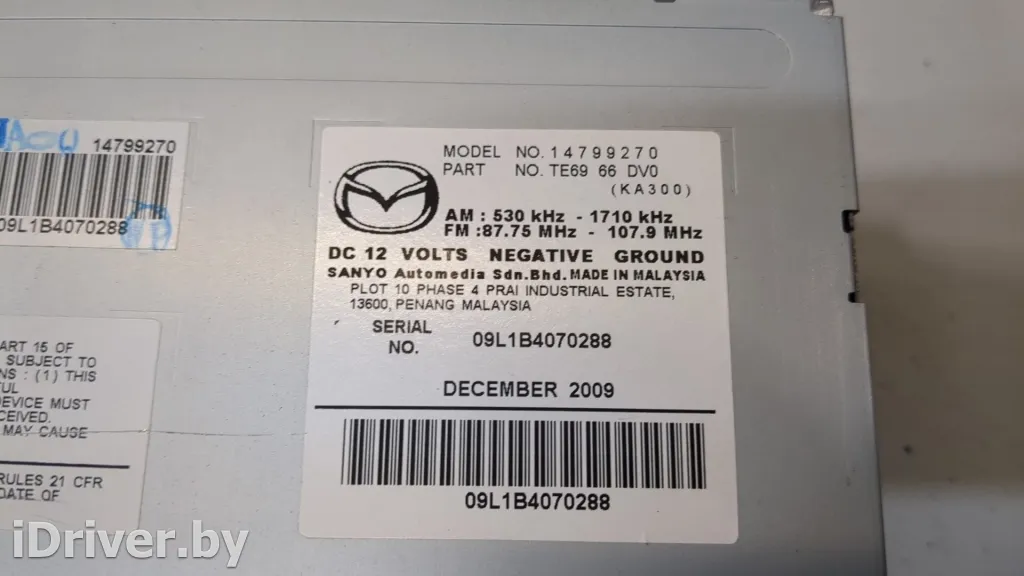 14799270
09L1B4070288
ART 15 OF
SUBJECT TO
NS : (1) THIS
DEVICE MUST
CEIVED.
MAY CAUSE
RULES 21 CFR
DATE OF
MODEL NO. 14799270
PART NO. TE69 66 DV0
(KA300)
AM : 530 kHz - 1710 kHz
FM : 87.75 MHz - 107.9 MHz
DC 12 VOLTS NEGATIVE GROUND
SANYO Automedia Sdn.Bhd. MADE IN MALAYSIA
PLOT 10 PHASE 4 PRAI INDUSTRIAL ESTATE,
13600, PENANG MALAYSIA
SERIAL
NO. 09L1B4070288
DECEMBER 2009
09L1B4070288
iDriver.by